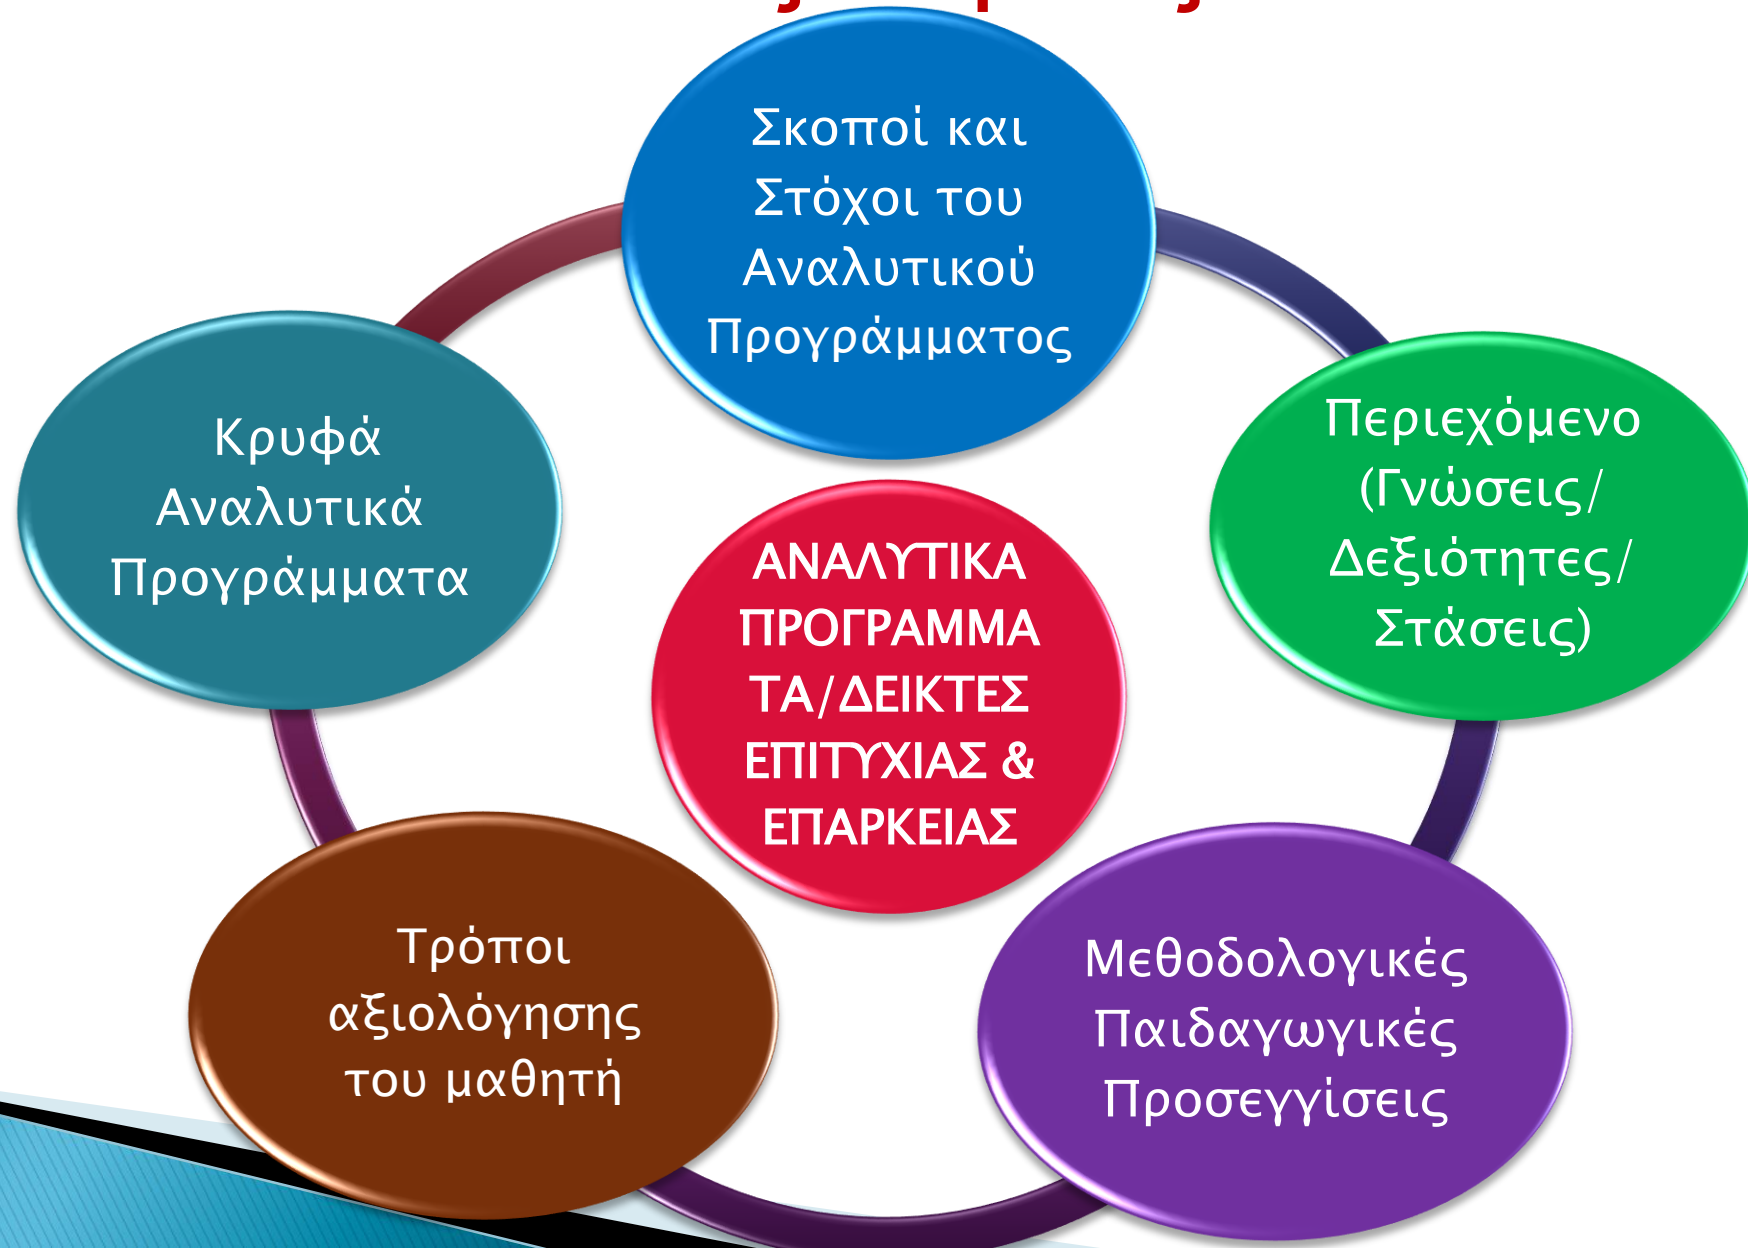 Σκοποί και
Στόχοι του
Αναλυτικού
Προγράμματος
Περιεχόμενο
(Γνώσεις/
Δεξιότητες/
Στάσεις)
Μεθοδολογικές
Παιδαγωγικές
Προσεγγίσεις
Τρόποι
αξιολόγησης
του μαθητή
Κρυφά
Αναλυτικά
Προγράμματα
ΑΝΑΛΥΤΙΚΑ
ΠΡΟΓΡΑΜΜΑ
ΤΑ/ΔΕΙΚΤΕΣ
ΕΠΙΤΥΧΙΑΣ &
ΕΠΑΡΚΕΙΑΣ